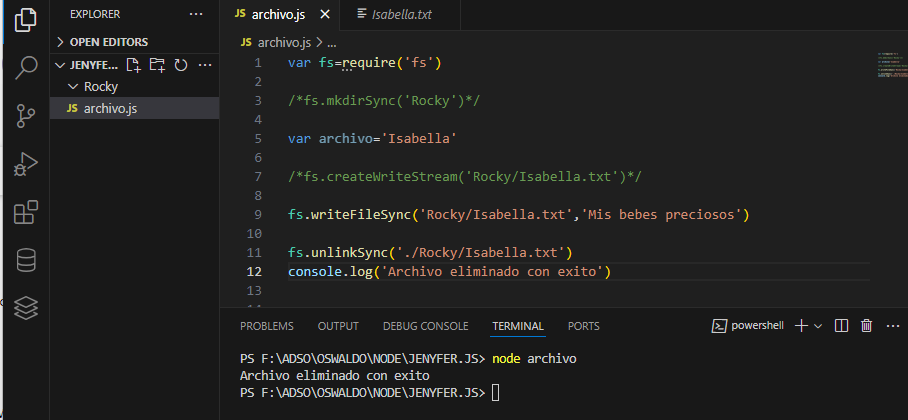 EXPLORER
OPEN EDITORS
JENYFE...
Rocky
JS archivo.js
JS archivo.js
Isabella.txt
JS archivo.js > ...
1 var fs=require('fs')
2
3 /*fs.mkdirSync('Rocky')*/
4
5 var archivo='Isabella'
6
7 /*fs.createWriteStream('Rocky/Isabella.txt')*/
8
9 fs.writeFileSync('Rocky/Isabella.txt','Mis bebes preciosos')
10
11 fs.unlinkSync('./Rocky/Isabella.txt')
12 console.log('Archivo eliminado con exito')
13
PROBLEMS OUTPUT DEBUG CONSOLE TERMINAL PORTS
powershell
PS F:\ADSO\OSWALDO\NODE\JENYFER.JS> node archivo
Archivo eliminado con exito
PS F:\ADSO\OSWALDO\NODE\JENYFER.JS>